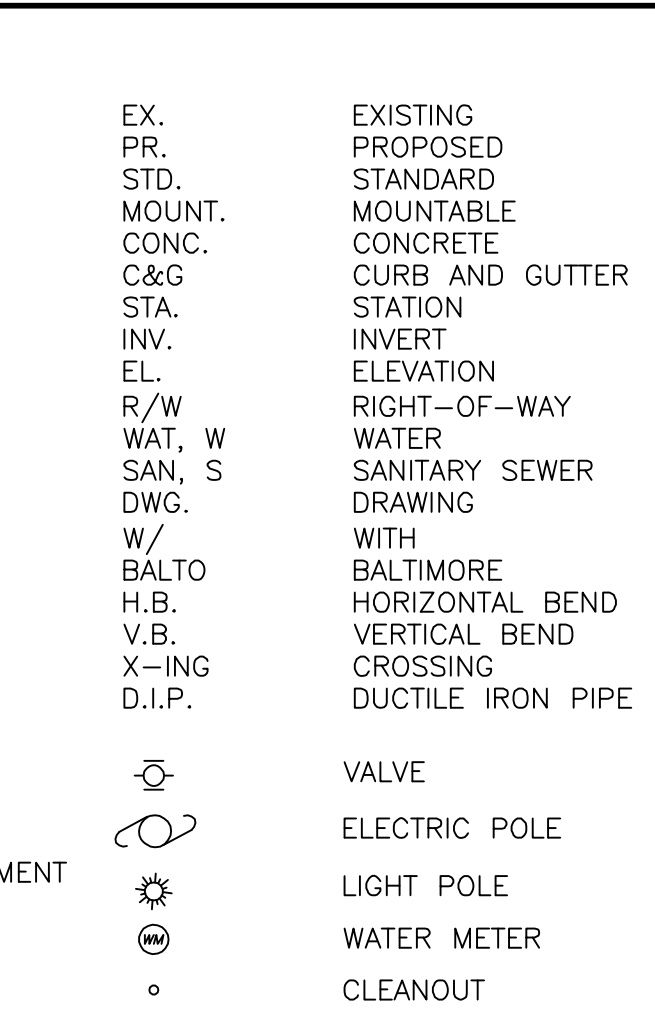 EX. EXISTING
PR. PROPOSED
STD. STANDARD
MOUNT. MOUNTABLE
CONC. CONCRETE
C&G CURB AND GUTTER
STA. STATION
INV. INVERT
EL. ELEVATION
R/W RIGHT-OF-WAY
WAT, W WATER
SAN, S SANITARY SEWER
DWG. DRAWING
W/ WITH
BALTO BALTIMORE
H.B. HORIZONTAL BEND
V.B. VERTICAL BEND
X-ING CROSSING
D.I.P. DUCTILE IRON PIPE
VALVE
ELECTRIC POLE
MENT
LIGHT POLE
WM WATER METER
CLEANOUT